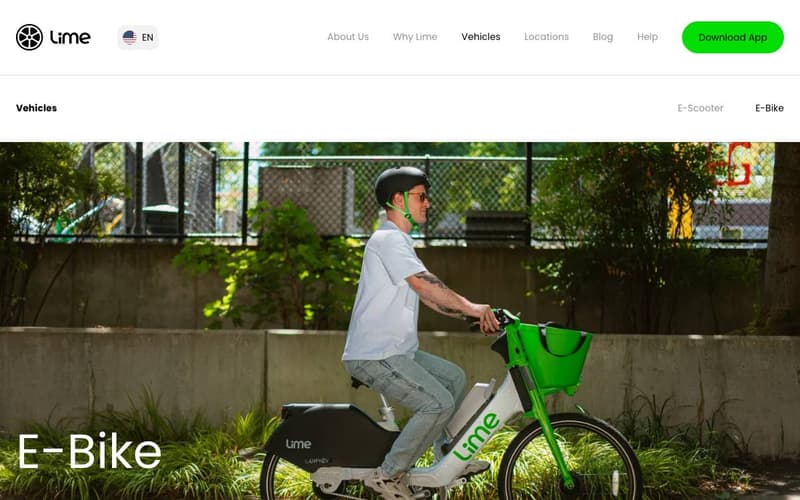 Lime
EN
About Us
Why Lime
Vehicles
Locations
Blog
Help
Download App
Vehicles
E-Scooter
E-Bike
E-Bike
Lime
Lime